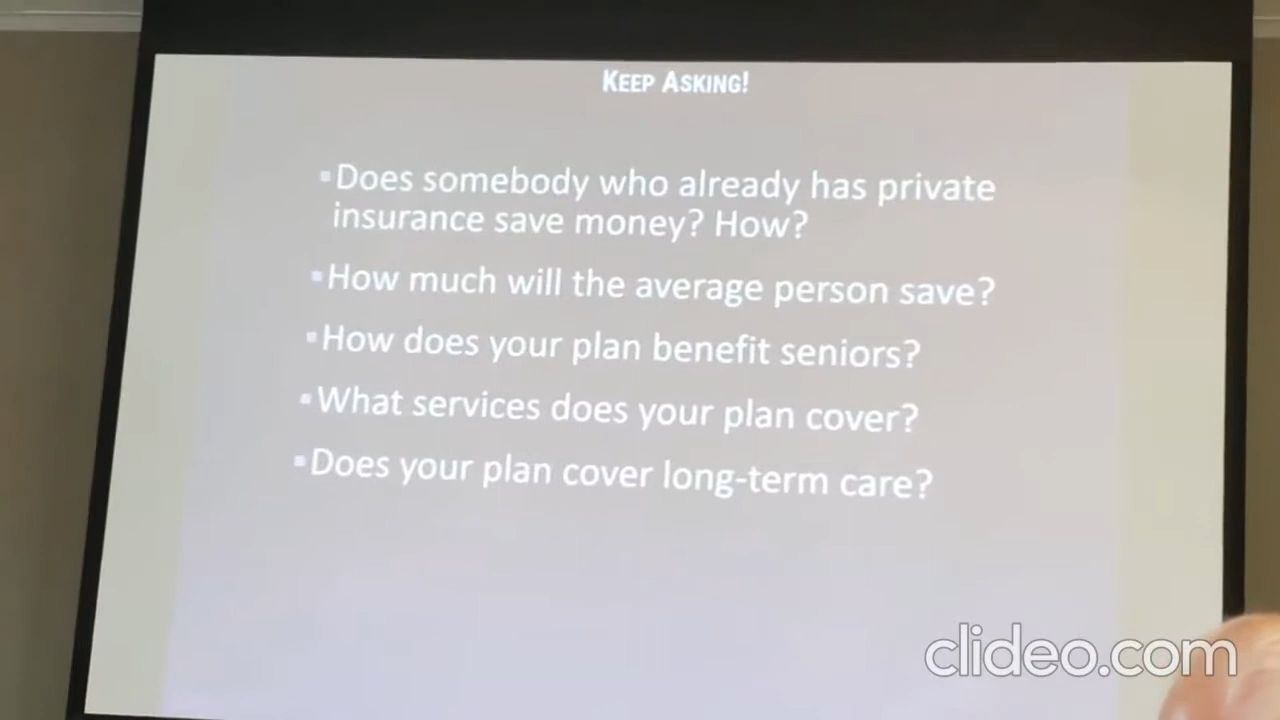 KEEP ASKING!
▪Does somebody who already has private
insurance save money? How?
▪How much will the average person save?
▪How does your plan benefit seniors?
▪What services does your plan cover?
▪Does your plan cover long-term care?
clideo.com